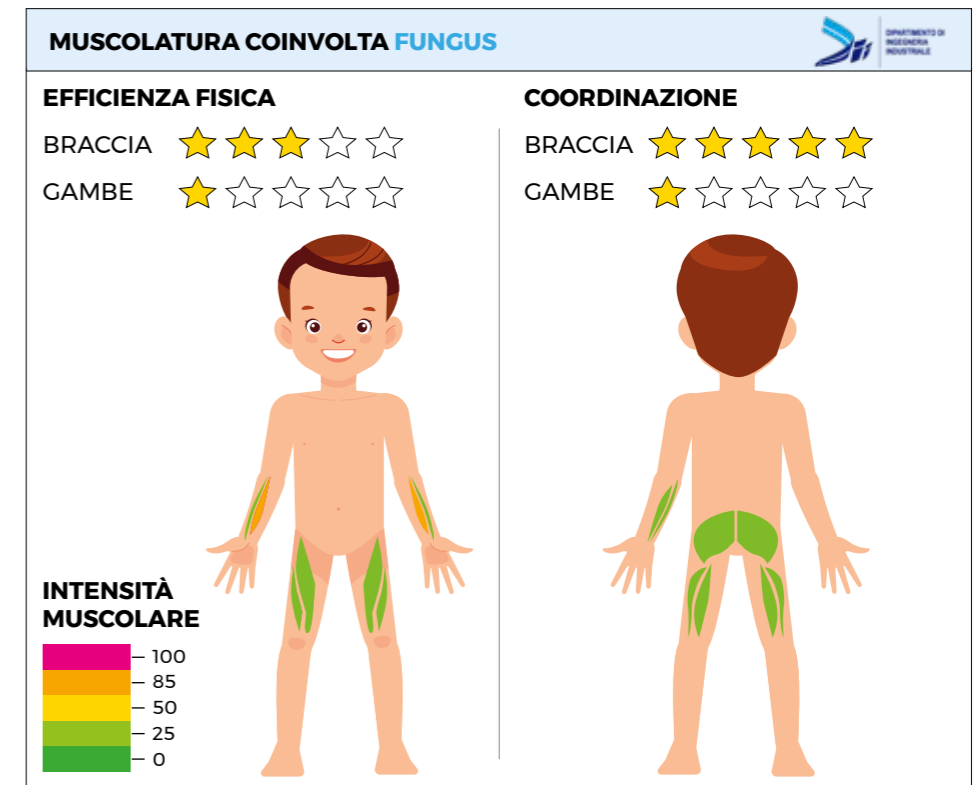 MUSCOLATURA COINVOLTA FUNGUS
DIPARTIMENTO DI
INGEGNERIA
INDUSTRIALE
EFFICIENZA FISICA
BRACCIA
GAMBE
COORDINAZIONE
BRACCIA
GAMBE
INTENSITÀ
MUSCOLARE
100
85
50
25
0